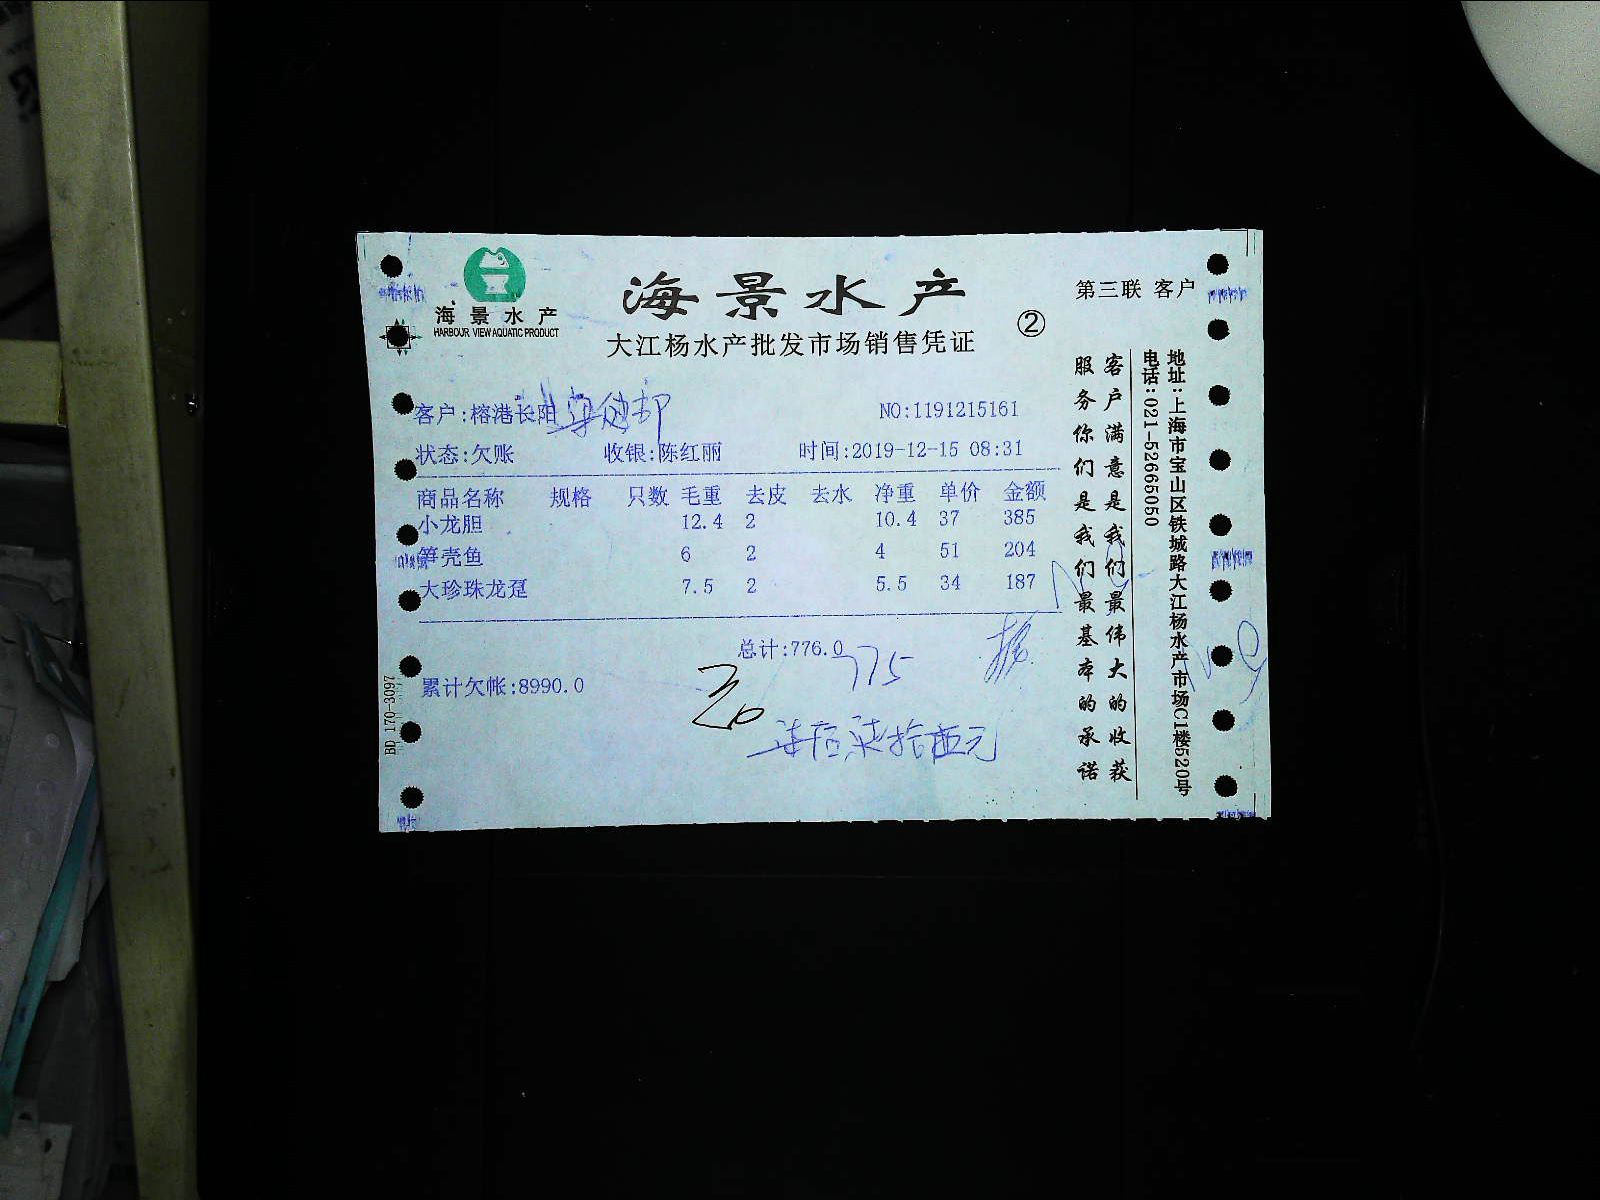 海景水产
HARBOUR VIEW AQUATIC PRODUCT
海景水产
大江杨水产批发市场销售凭证
②
第三联 客户
客户:榕港长阳
NO:1191215161
状态:欠账 收银:陈红丽 时间:2019-12-15 08:31
商品名称 规格 只数 毛重 去皮 去水 净重 单价 金额
小龙胆 12.4 2 10.4 37 385
笋壳鱼 6 2 4 51 204
大珍珠龙趸 7.5 2 5.5 34 187
总计:776.0
775
累计欠帐:8990.0
柒佰柒拾伍元
客户满意是我们最伟大的收获
服务你们是我们最基本的承诺
地址:上海市宝山区铁城路大江杨水产市场C1楼520号
电话:021-52665050
BD 170-3097